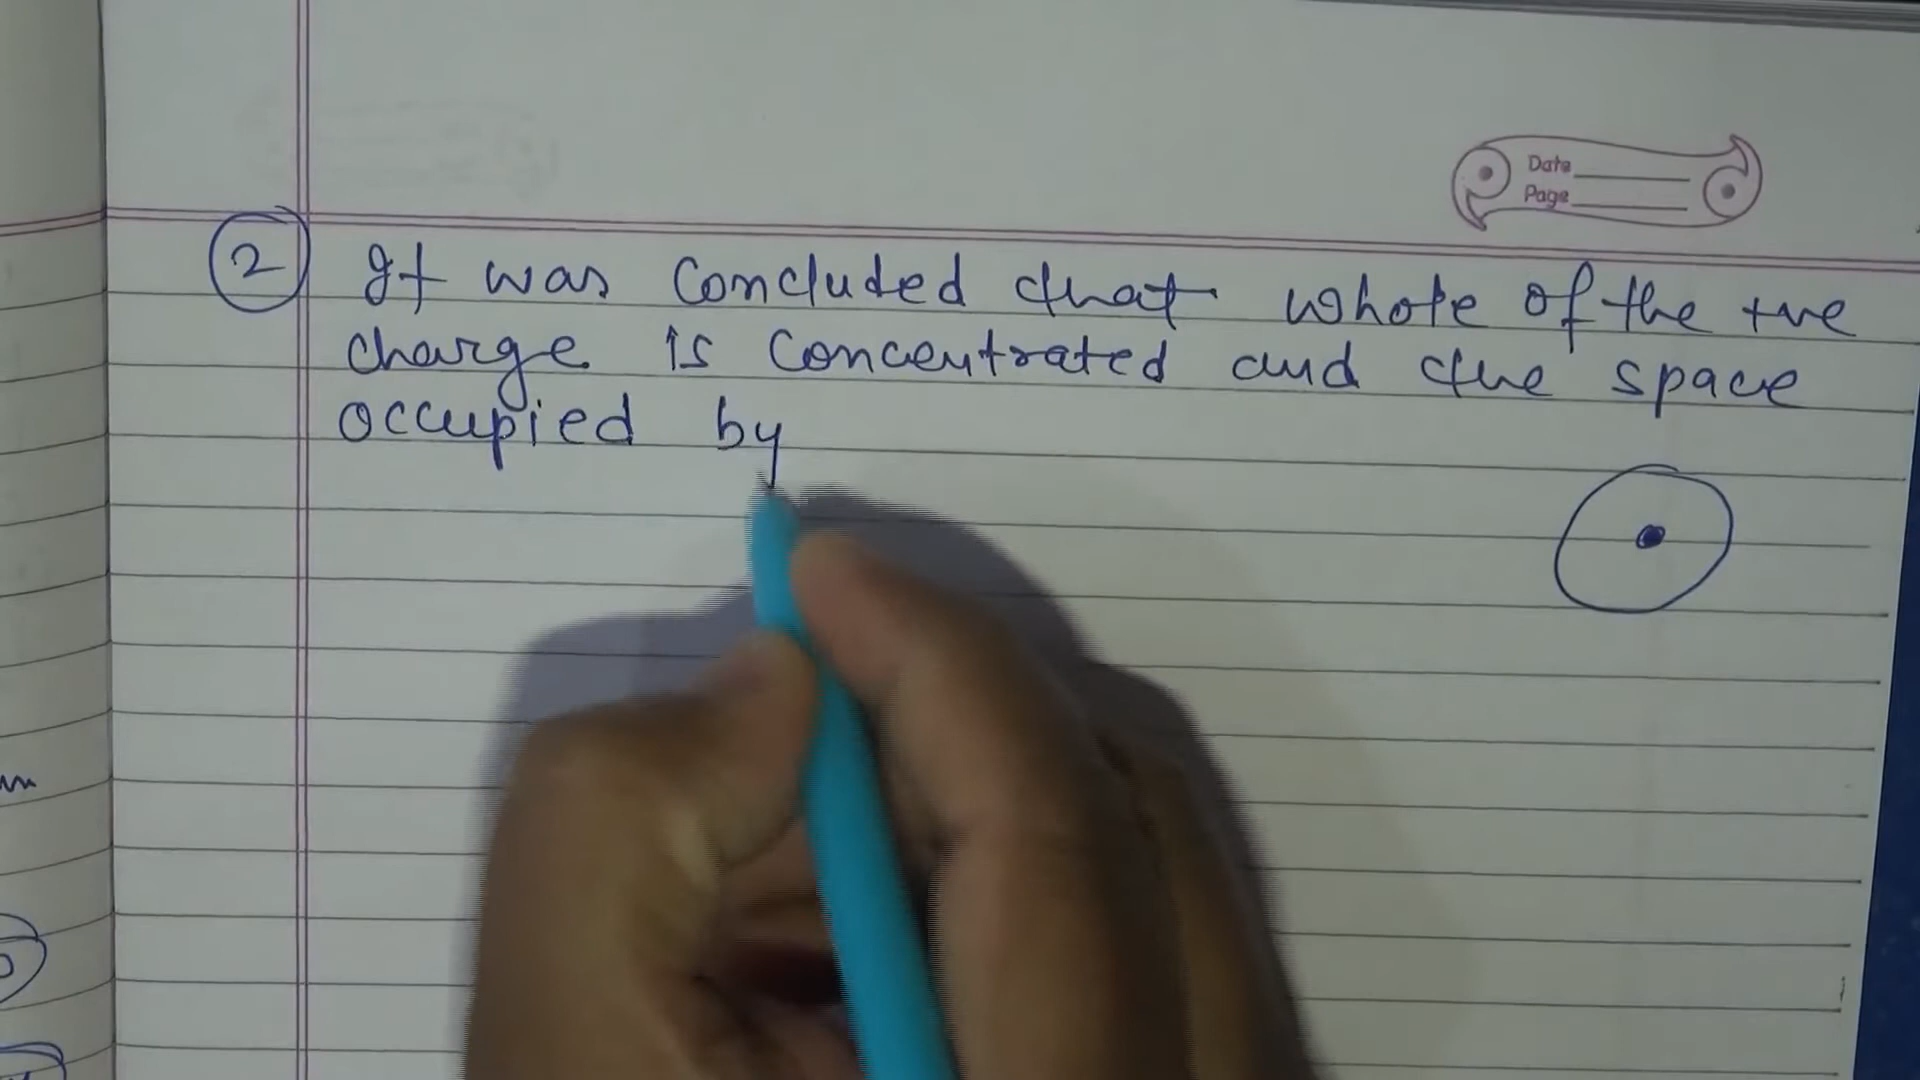 Date
Page
2 It was concluded that whole of the +ve
charge is concentrated and the space
occupied by